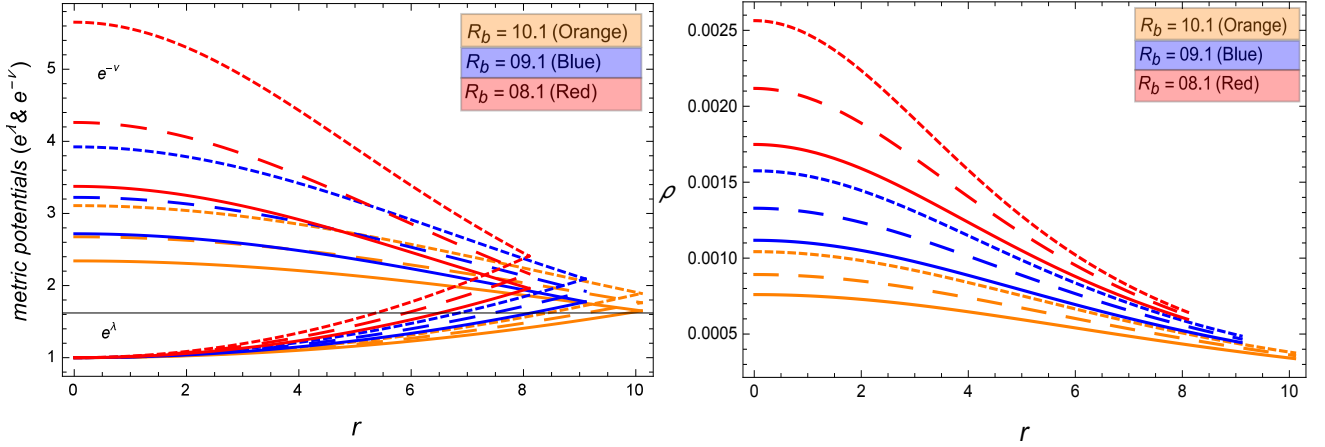 metric potentials (e^λ & e^-ν)
5
4
3
2
1
e^-ν
e^λ
R_b = 10.1 (Orange)
R_b = 09.1 (Blue)
R_b = 08.1 (Red)
0 2 4 6 8 10
r
ρ
0.0025
0.0020
0.0015
0.0010
0.0005
R_b = 10.1 (Orange)
R_b = 09.1 (Blue)
R_b = 08.1 (Red)
0 2 4 6 8 10
r